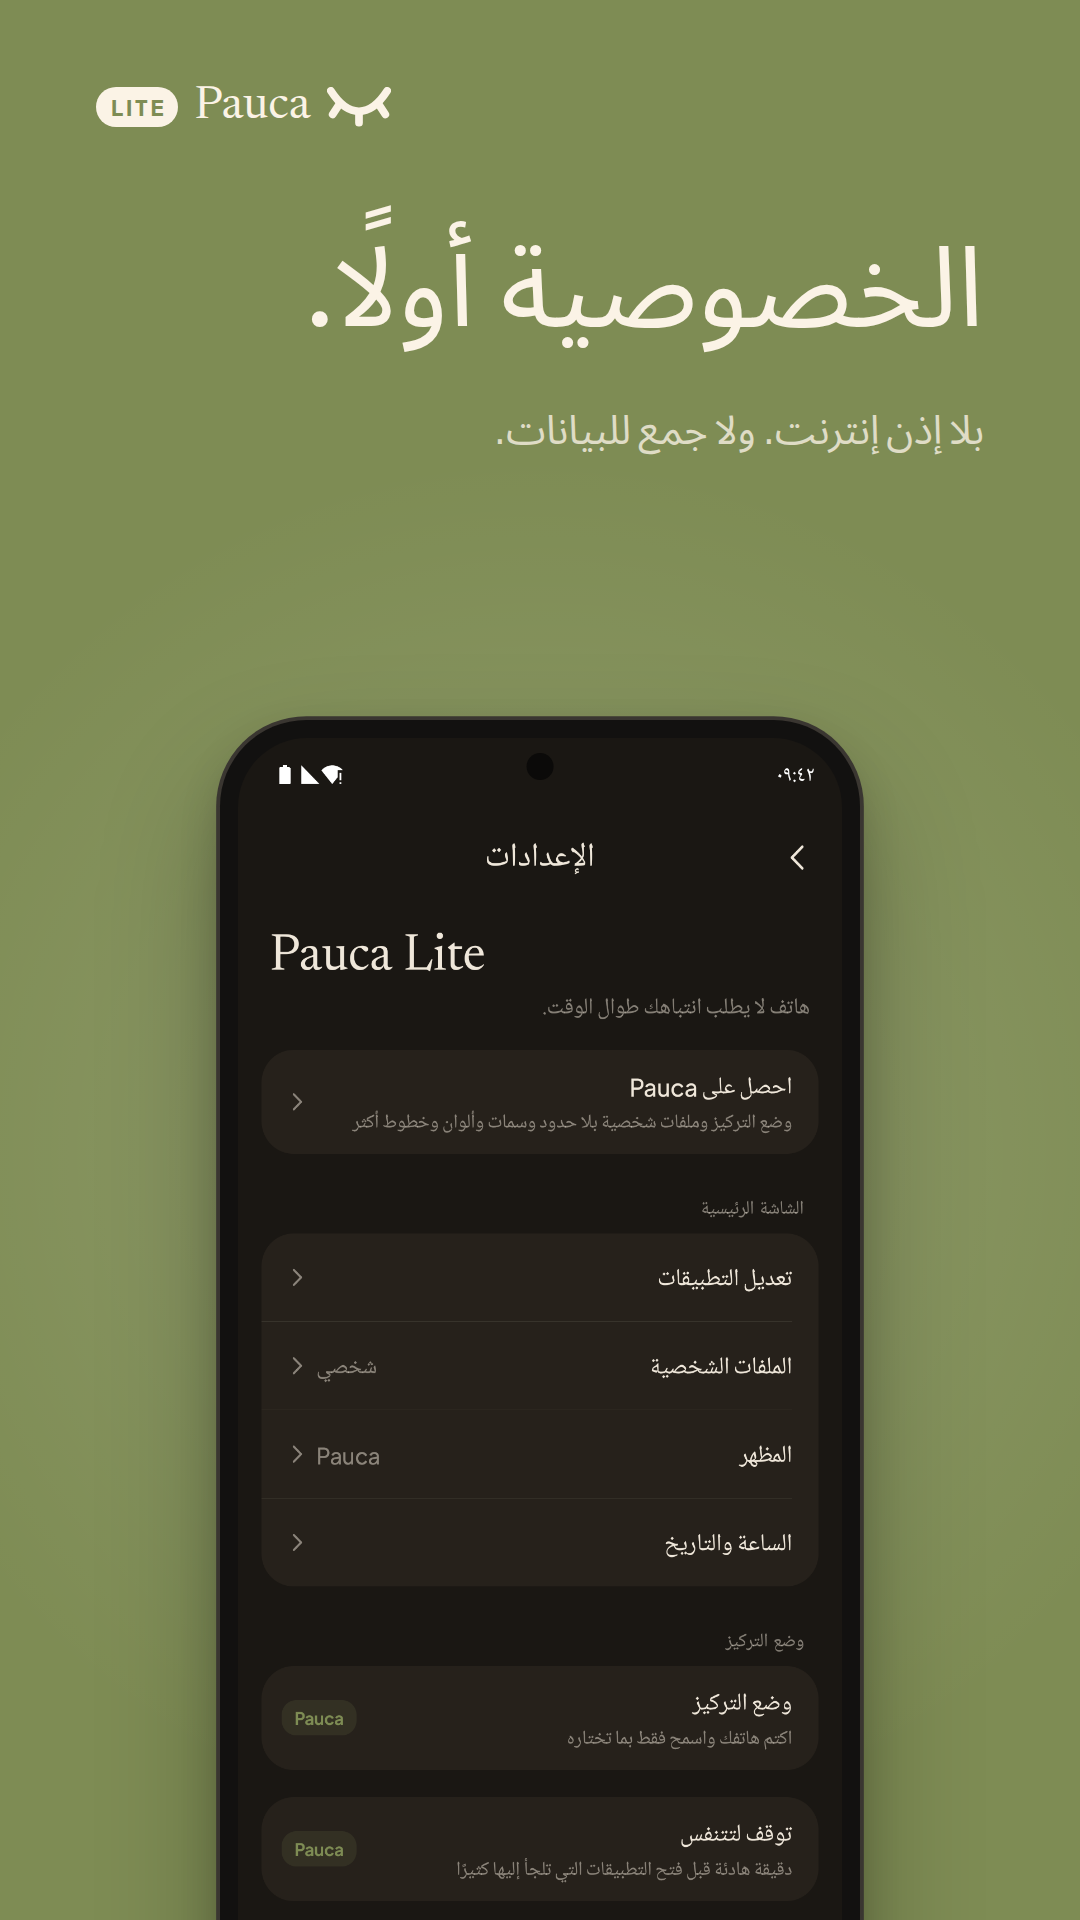 Pauca LITE
الخصوصية أولًا.
بلا إذن إنترنت. ولا جمع للبيانات.
٠٩:٤٢
الإعدادات
Pauca Lite
هاتف لا يطلب انتباهك طوال الوقت.
احصل على Pauca
وضع التركيز وملفات شخصية بلا حدود وسمات وألوان وخطوط أكثر
الشاشة الرئيسية
تعديل التطبيقات
الملفات الشخصية شخصي
المظهر Pauca
الساعة والتاريخ
وضع التركيز
وضع التركيز
اكتم هاتفك واسمح فقط بما تختاره
Pauca
توقف لتتنفس
دقيقة هادئة قبل فتح التطبيقات التي تلجأ إليها كثيرًا
Pauca